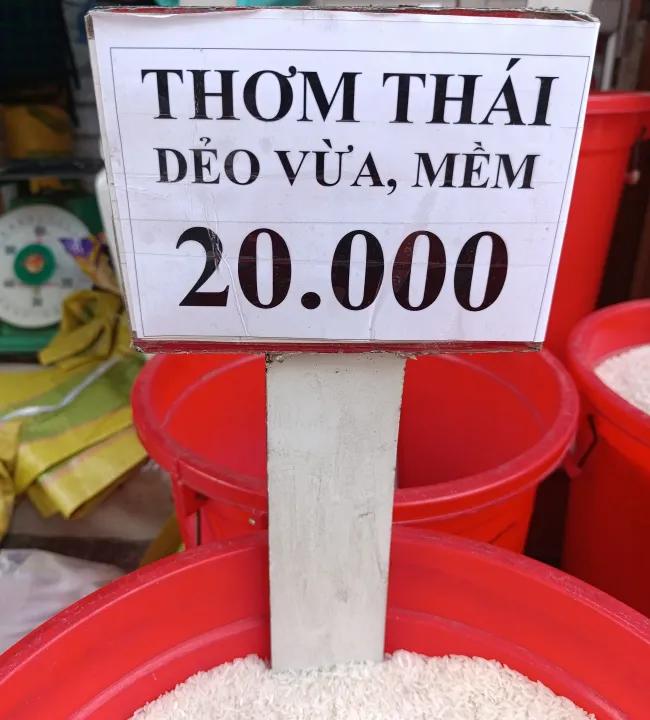 THƠM THÁI
DẺO VỪA, MỀM
20.000